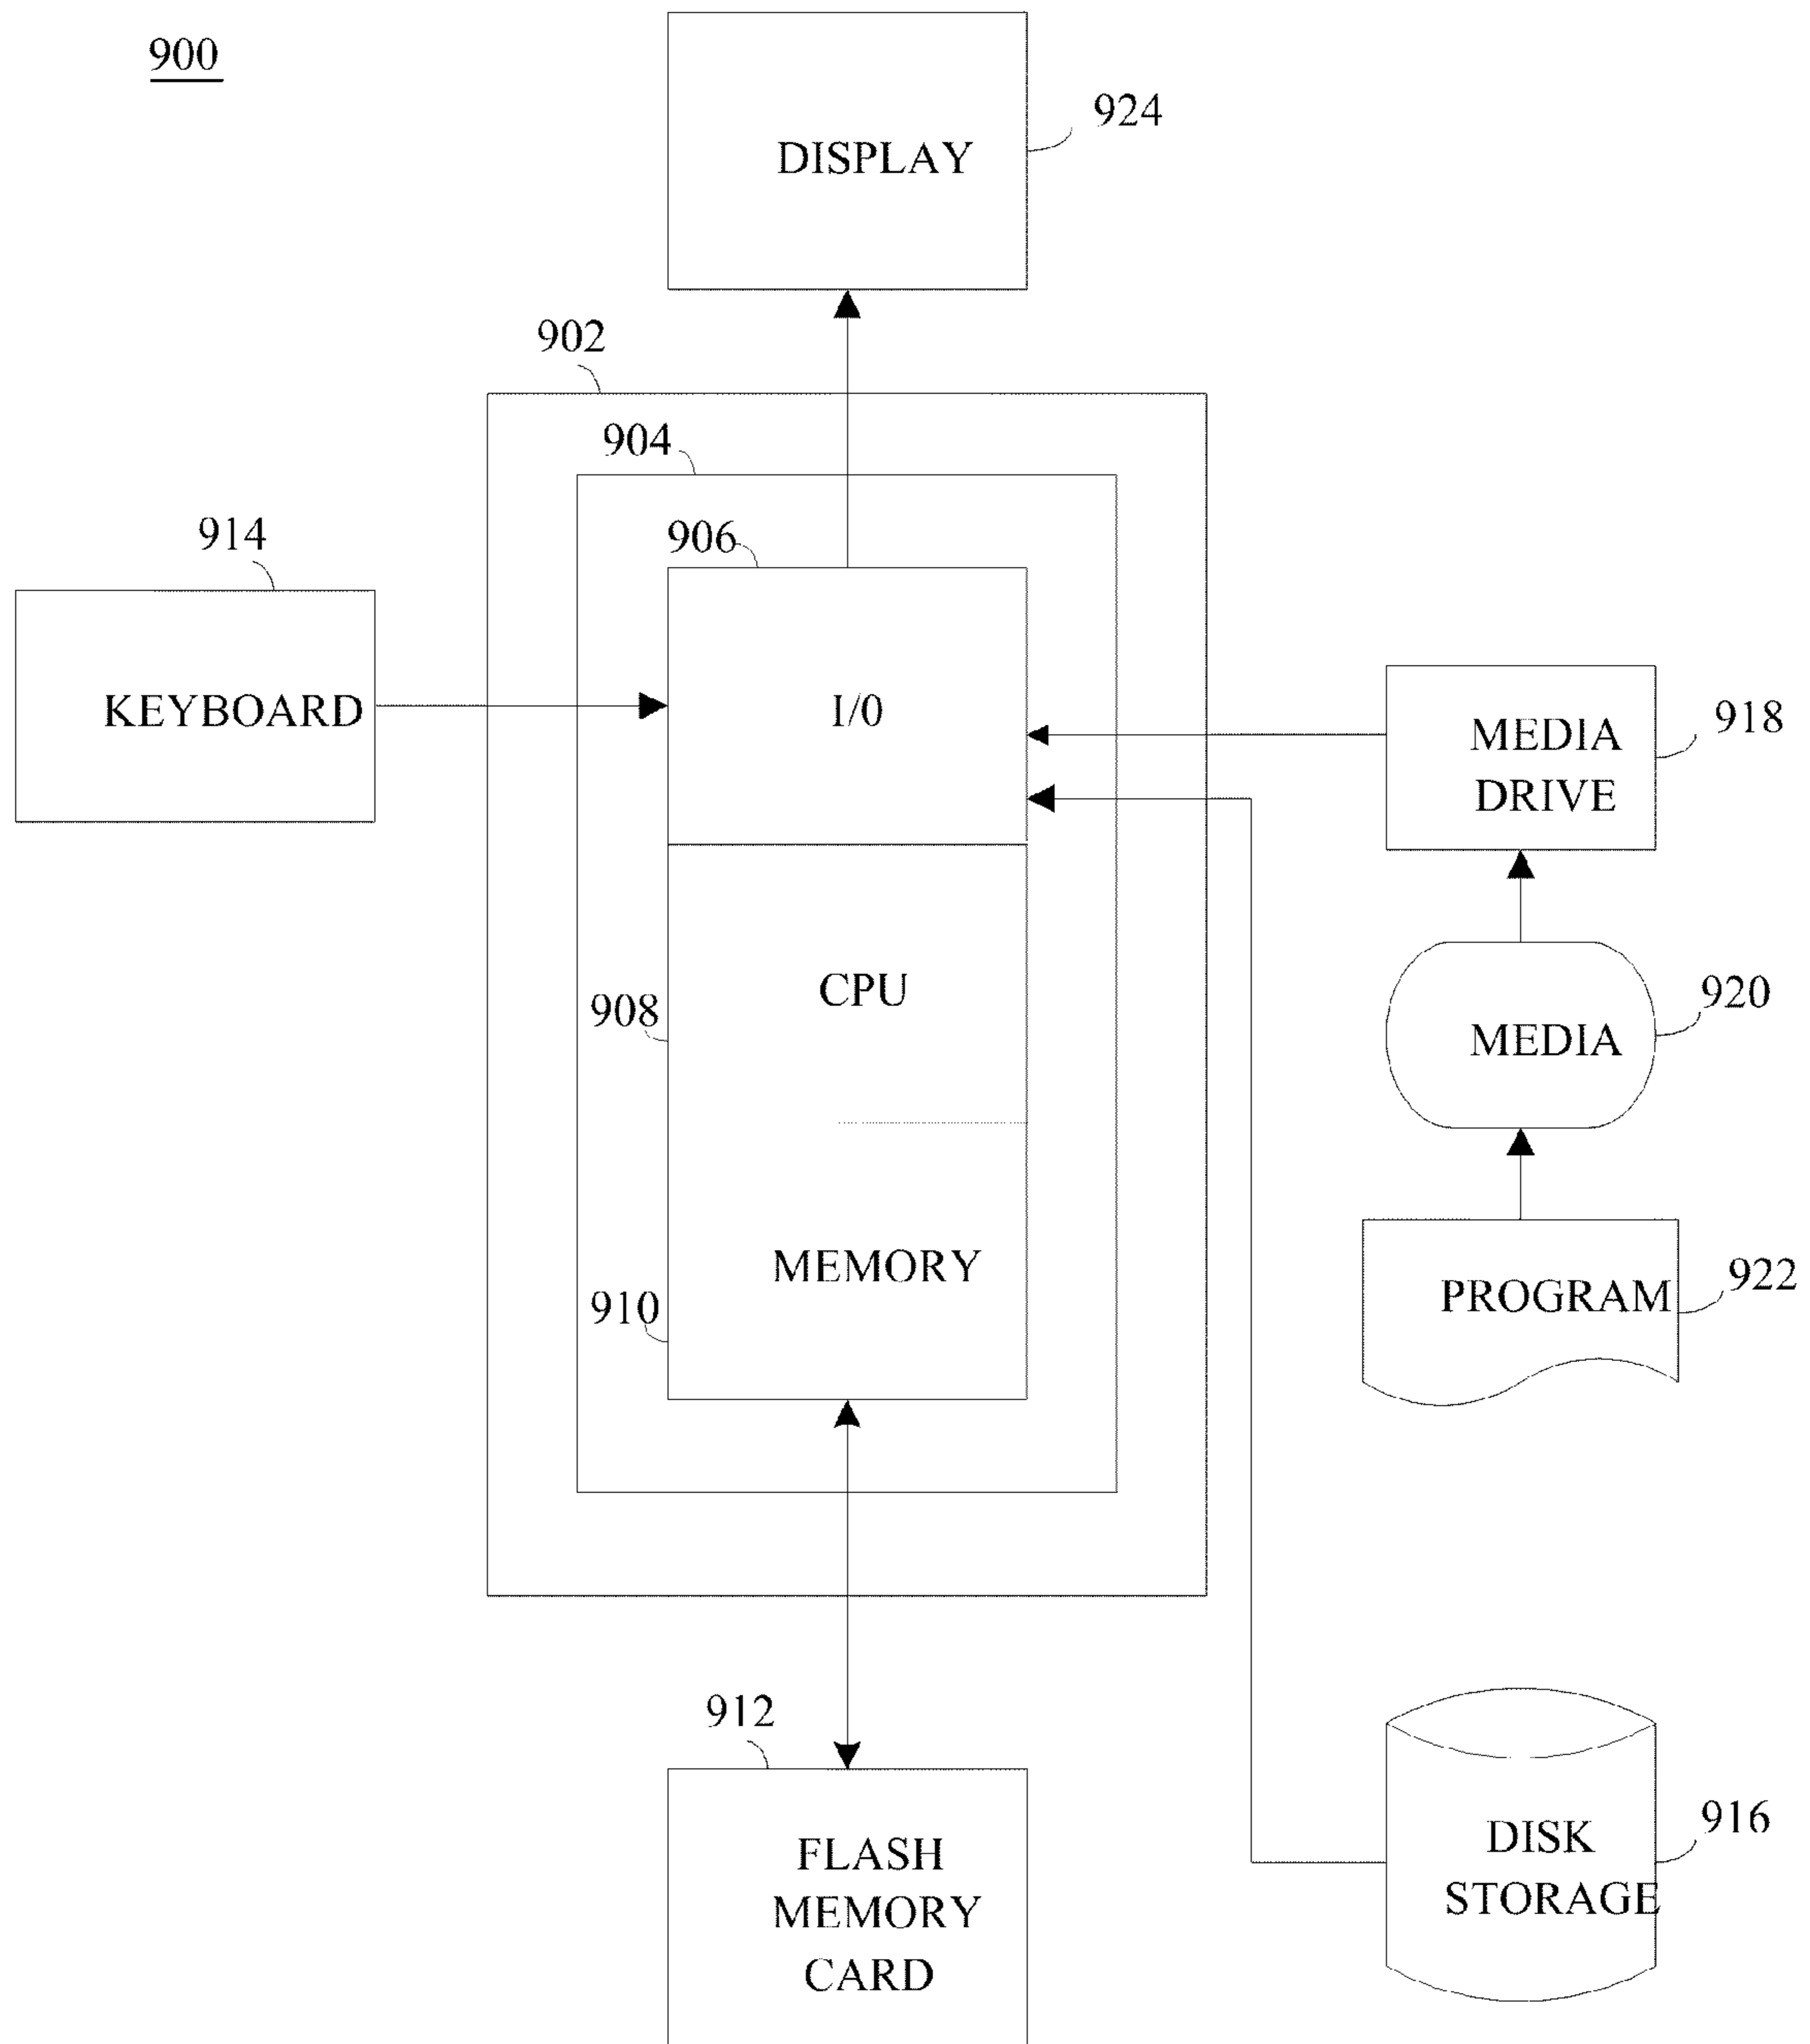 900
924
DISPLAY
902
904
906
914
KEYBOARD
I/0
918
MEDIA
DRIVE
CPU
908
920
MEDIA
MEMORY
910
PROGRAM
922
912
FLASH
MEMORY
CARD
916
DISK
STORAGE